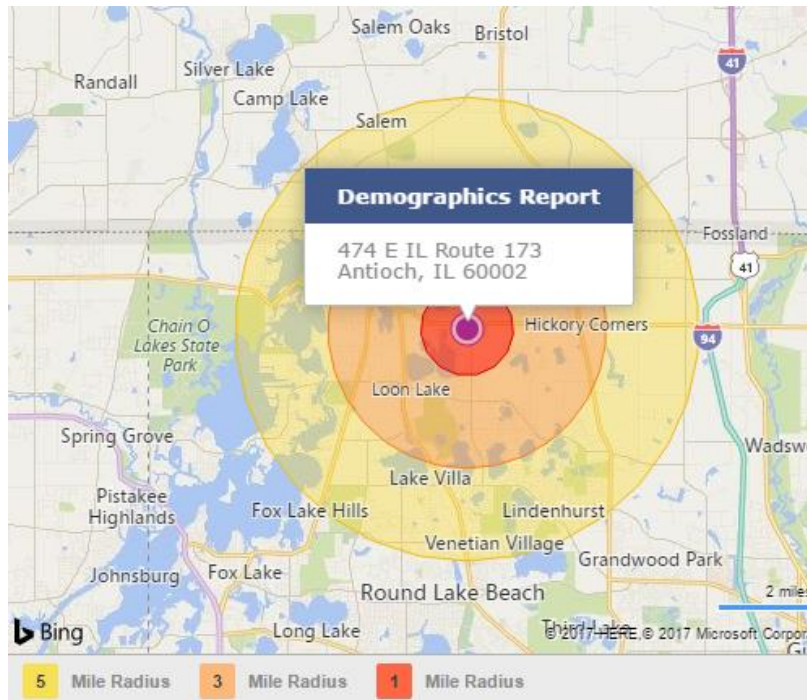 Salem Oaks
Bristol
41
Silver Lake
Randall
Camp Lake
Salem
Demographics Report
474 E IL Route 173
Antioch, IL 60002
Fossland
41
Chain O
Lakes State
Park
Hickory Corners
94
Loon Lake
Spring Grove
Wadsw
Lake Villa
Pistakee
Highlands
Fox Lake Hills
Lindenhurst
Venetian Village
Grandwood Park
Johnsburg
Fox Lake
Round Lake Beach
2 miles
Bing
Long Lake
Third Lake
© 2017 HERE, © 2017 Microsoft Corpor
5 Mile Radius 3 Mile Radius 1 Mile Radius